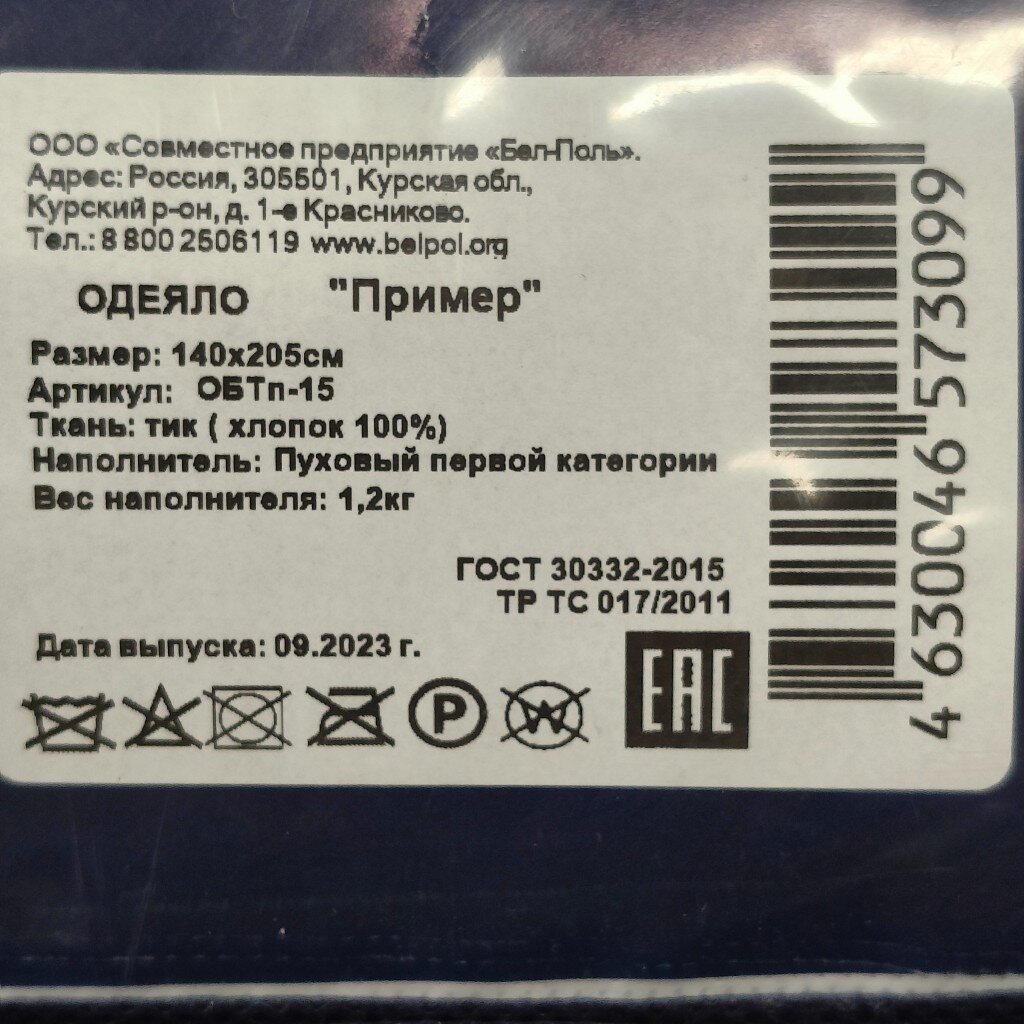 ООО «Совместное предприятие «Бел-Поль».
Адрес: Россия, 305501, Курская обл.,
Курский р-он, д. 1-е Красниково.
Тел.: 8 800 2506119 www.belpol.org
ОДЕЯЛО "Пример"
Размер: 140х205см
Артикул: ОБТп-15
Ткань: тик ( хлопок 100%)
Наполнитель: Пуховый первой категории
Вес наполнителя: 1,2кг
ГОСТ 30332-2015
ТР ТС 017/2011
Дата выпуска: 09.2023 г.
P W EAC
4 630046 573099